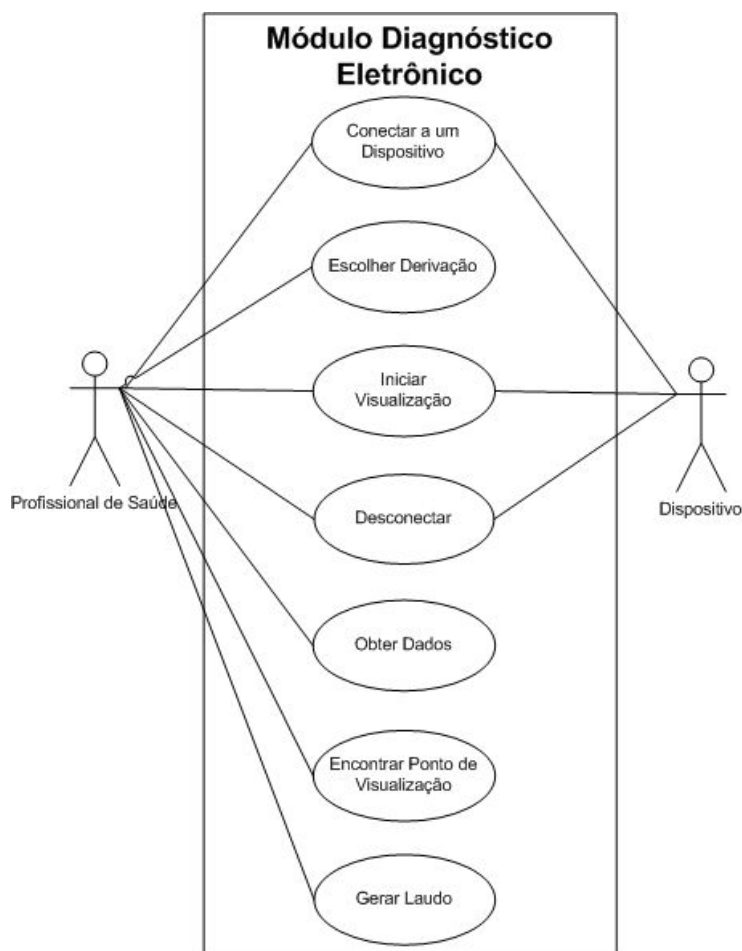 Módulo Diagnóstico
Eletrônico
Conectar a um
Dispositivo
Escolher Derivação
Iniciar
Visualização
Profissional de Saúde
Dispositivo
Desconectar
Obter Dados
Encontrar Ponto de
Visualização
Gerar Laudo